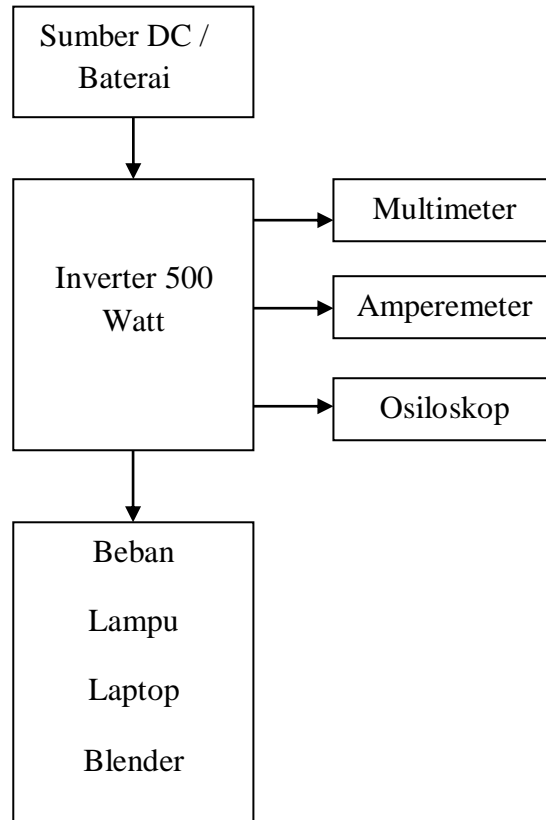 Sumber DC /
Baterai
Inverter 500
Watt
Multimeter
Amperemeter
Osiloskop
Beban
Lampu
Laptop
Blender